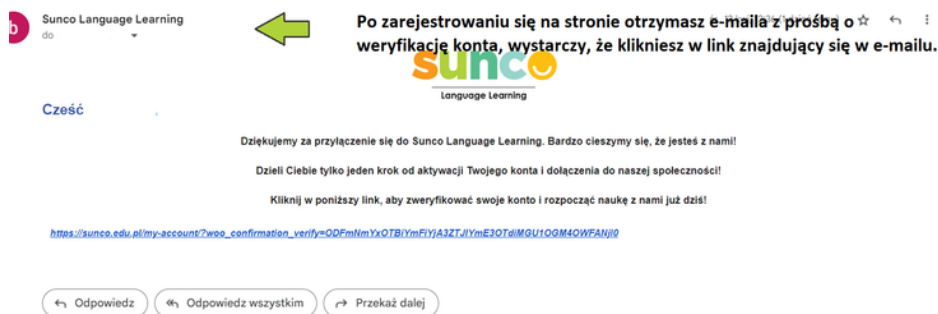 b
Sunco Language Learning
do
Po zarejestrowaniu się na stronie otrzymasz e-maila z prośbą o
weryfikację konta, wystarczy, że klikniesz w link znajdujący się w e-mailu.
sunco
Language Learning
Cześć
Dziękujemy za przyłączenie się do Sunco Language Learning. Bardzo cieszymy się, że jesteś z nami!
Dzieli Ciebie tylko jeden krok od aktywacji Twojego konta i dołączenia do naszej społeczności!
Kliknij w poniższy link, aby zweryfikować swoje konto i rozpocząć naukę z nami już dziś!
https://sunco.edu.pl/my-account/?woo_confirmation_verify=ODFmNmYxOTBiYmFiYjA3ZTJlYmE3OTdiMGU1OGM4OWFANjI0
Odpowiedz
Odpowiedz wszystkim
Przekaż dalej